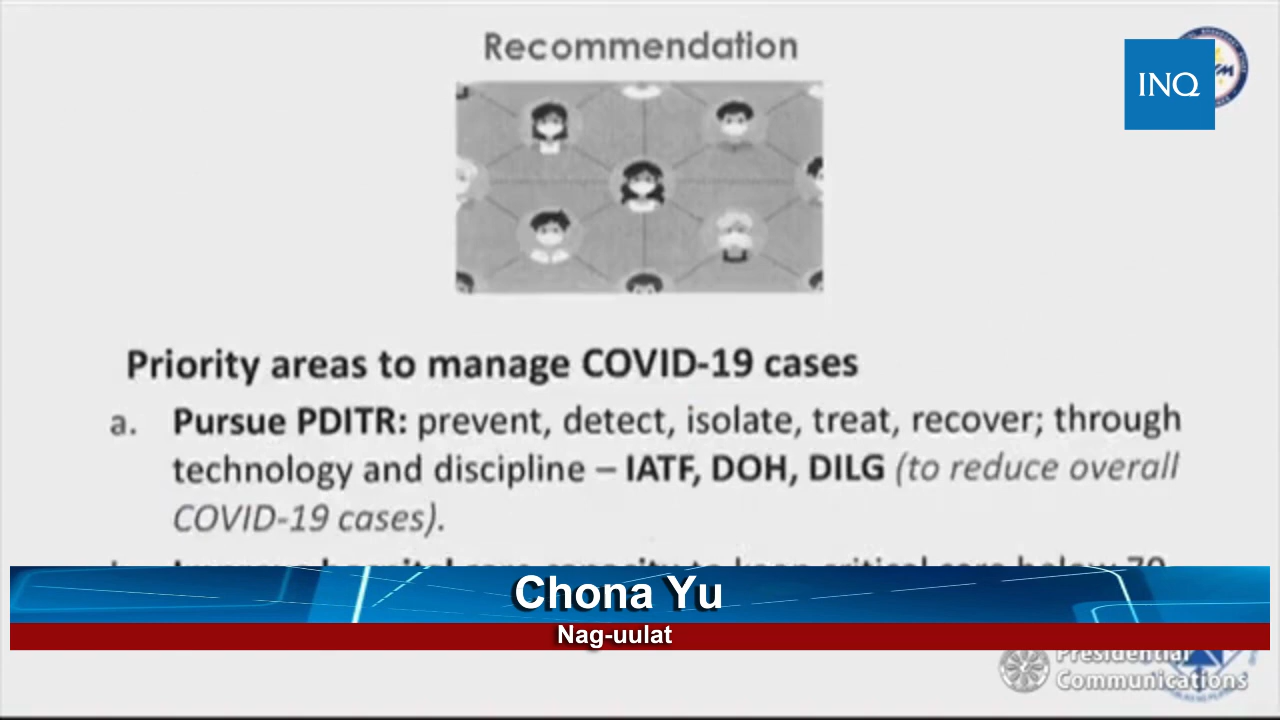 Recommendation
INQ
Priority areas to manage COVID-19 cases
a. Pursue PDITR: prevent, detect, isolate, treat, recover; through
technology and discipline – IATF, DOH, DILG (to reduce overall
COVID-19 cases).
Chona Yu
Nag-uulat
Presidential
Communications